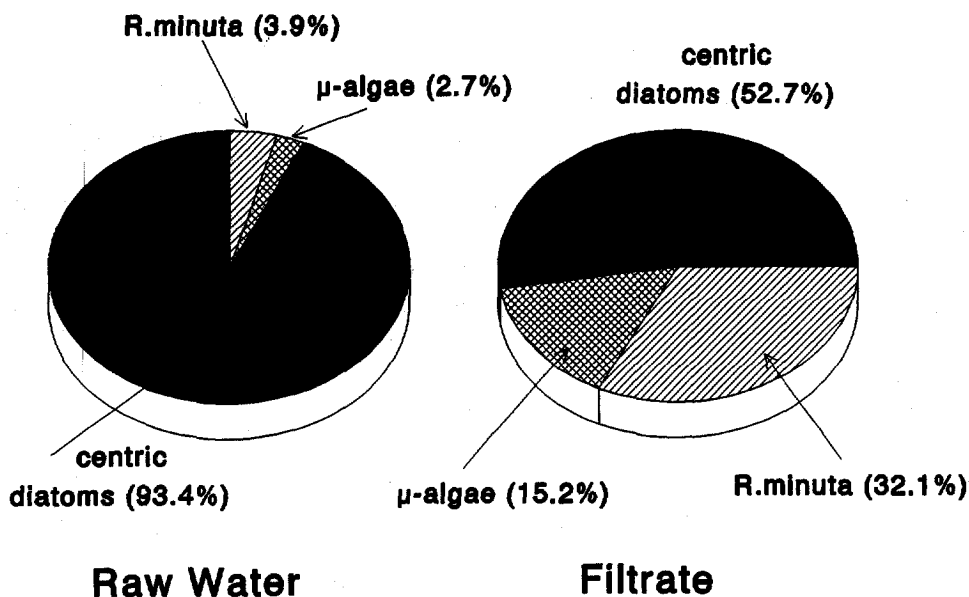 R.minuta (3.9%)
µ-algae (2.7%)
centric
diatoms (93.4%)
Raw Water
centric
diatoms (52.7%)
µ-algae (15.2%)
R.minuta (32.1%)
Filtrate